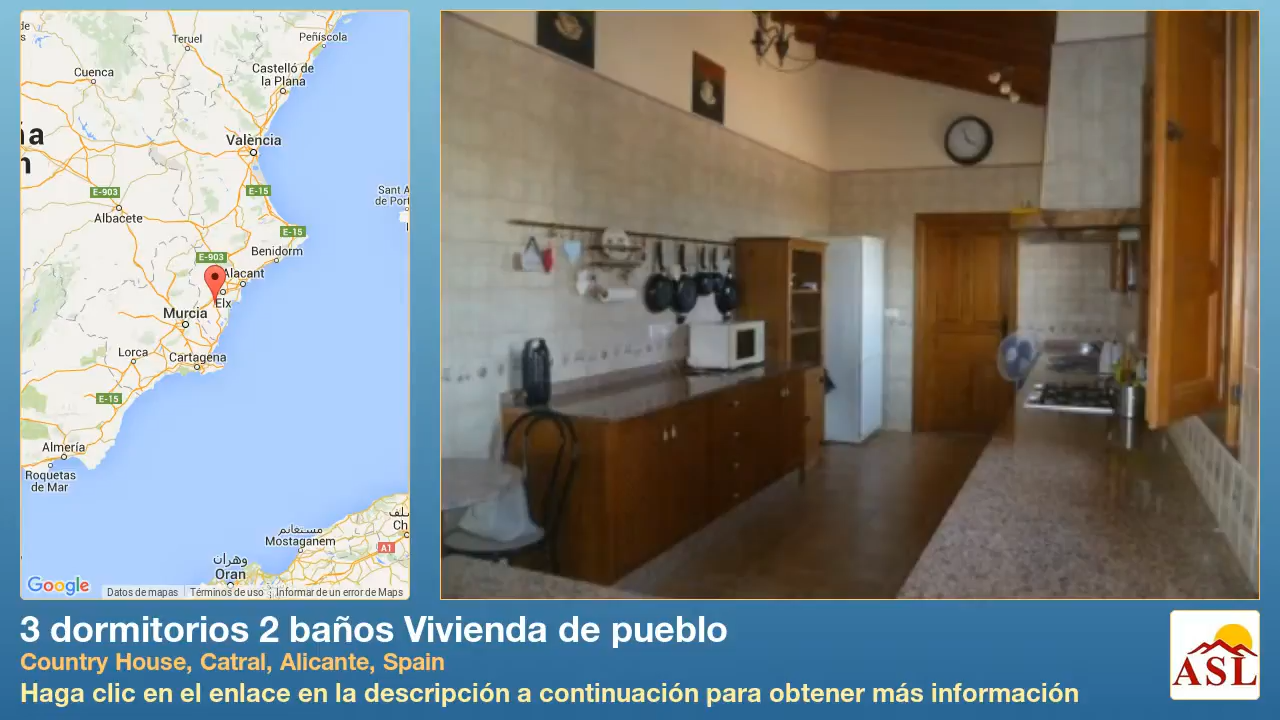 de
Teruel
Peñíscola
Cuenca
Castelló de
la Plana
ia
n
València
E-903
E-15
Sant A
de Port
Albacete
E-15
Benidorm
E-903
Alacant
Elx
Murcia
Lorca
Cartagena
E-15
Almería
Roquetas
de Mar
مستغانم
Mostaganem
Ch
A1
وهران
Oran
Google
Datos de mapas
Términos de uso
Informar de un error de Maps
3 dormitorios 2 baños Vivienda de pueblo
Country House, Catral, Alicante, Spain
Haga clic en el enlace en la descripción a continuación para obtener más información
ASL